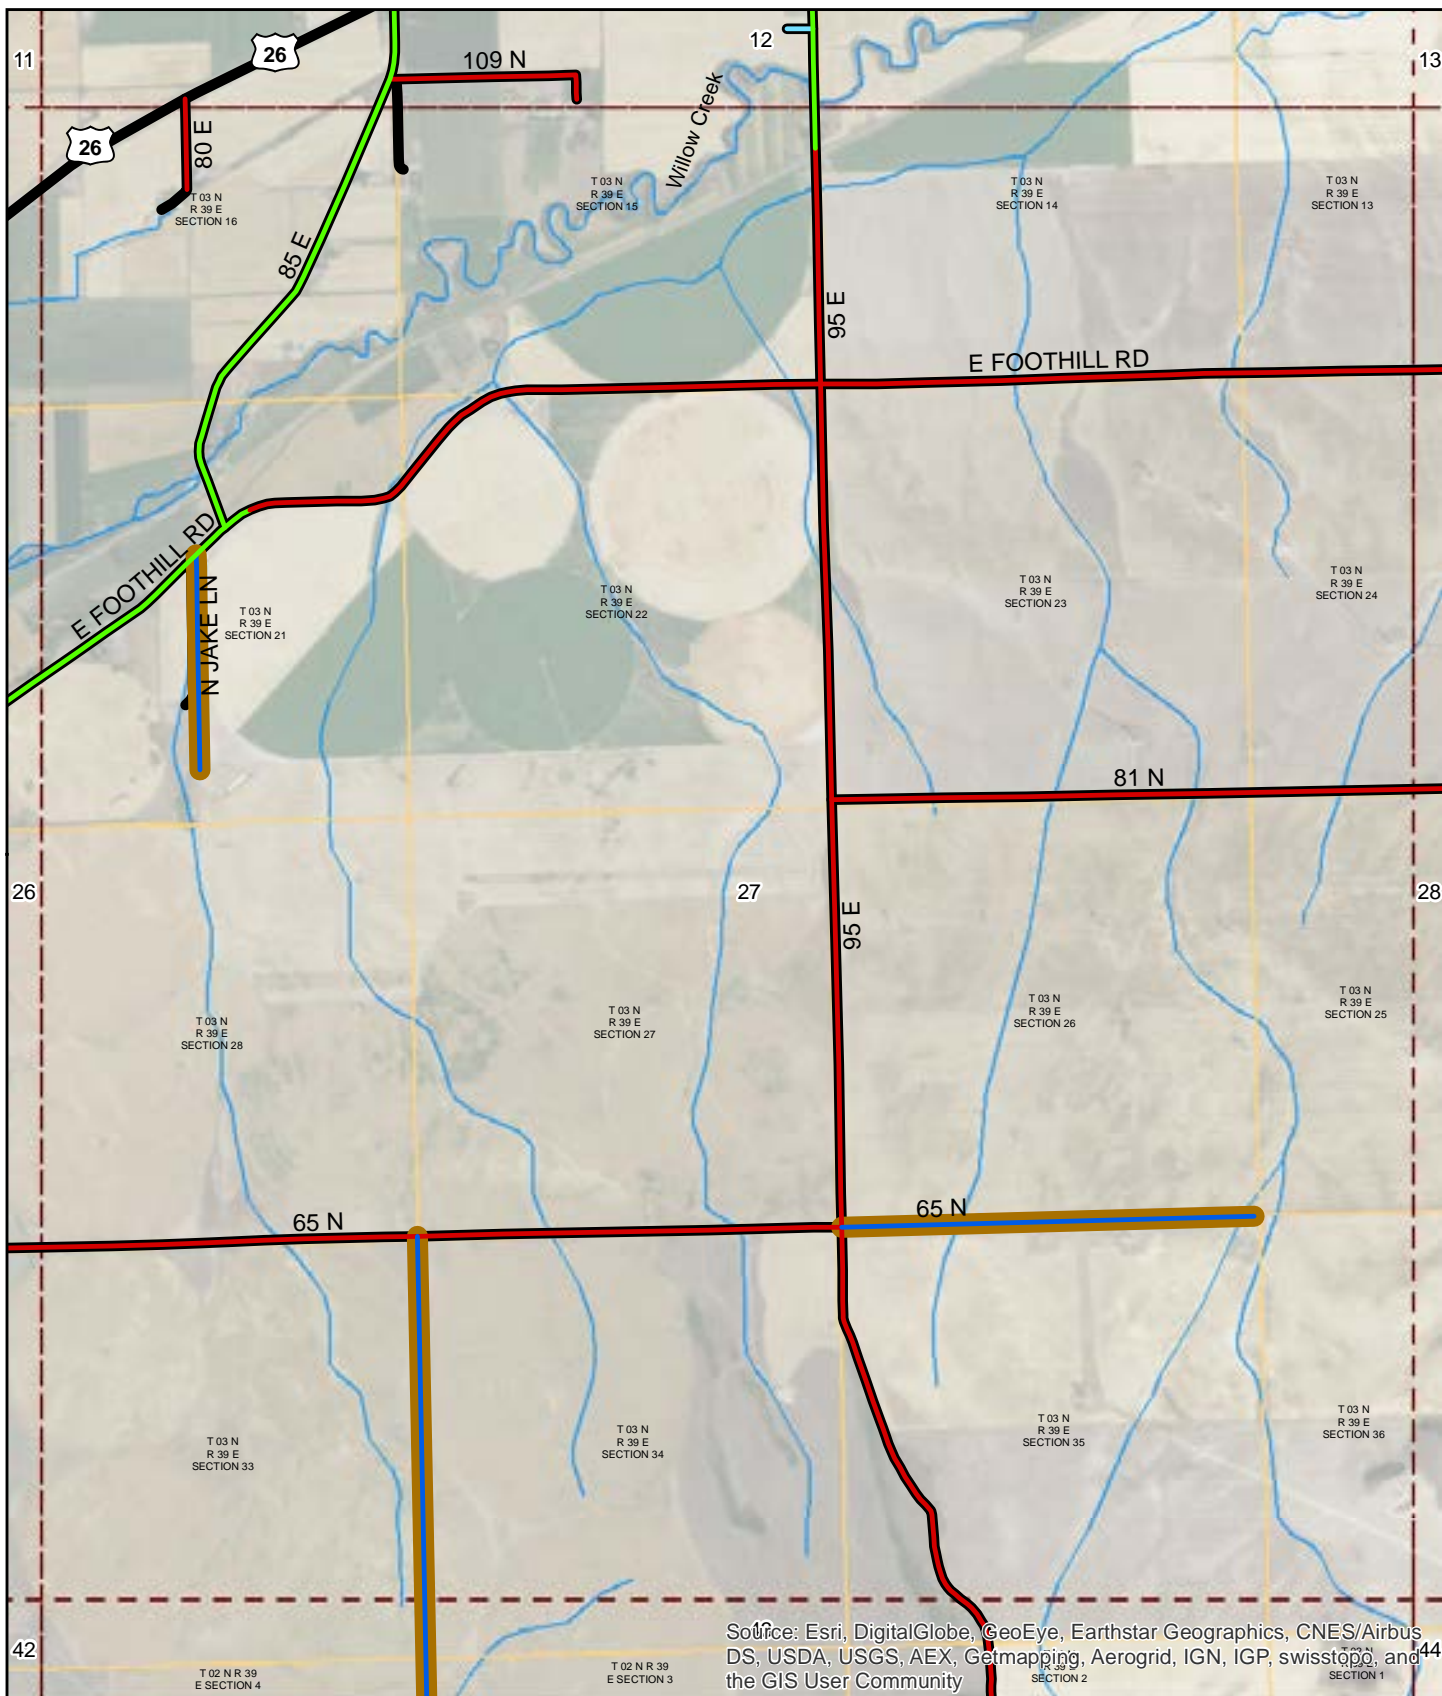 11
12
13
26
109 N
26
80 E
Willow Creek
T 03 N
R 39 E
SECTION 16
T 03 N
R 39 E
SECTION 15
T 03 N
R 39 E
SECTION 14
T 03 N
R 39 E
SECTION 13
85 E
95 E
E FOOTHILL RD
E FOOTHILL RD
N JAKE LN
T 03 N
R 39 E
SECTION 21
T 03 N
R 39 E
SECTION 22
T 03 N
R 39 E
SECTION 23
T 03 N
R 39 E
SECTION 24
81 N
26
27
28
95 E
T 03 N
R 39 E
SECTION 28
T 03 N
R 39 E
SECTION 27
T 03 N
R 39 E
SECTION 26
T 03 N
R 39 E
SECTION 25
65 N
65 N
T 03 N
R 39 E
SECTION 33
T 03 N
R 39 E
SECTION 34
T 03 N
R 39 E
SECTION 35
T 03 N
R 39 E
SECTION 36
42
44
T 02 N R 39
E SECTION 4
T 02 N R 39
E SECTION 3
R 39 E
SECTION 2
SECTION 1
Source: Esri, DigitalGlobe, GeoEye, Earthstar Geographics, CNES/Airbus
DS, USDA, USGS, AEX, Getmapping, Aerogrid, IGN, IGP, swisstopo, and
the GIS User Community